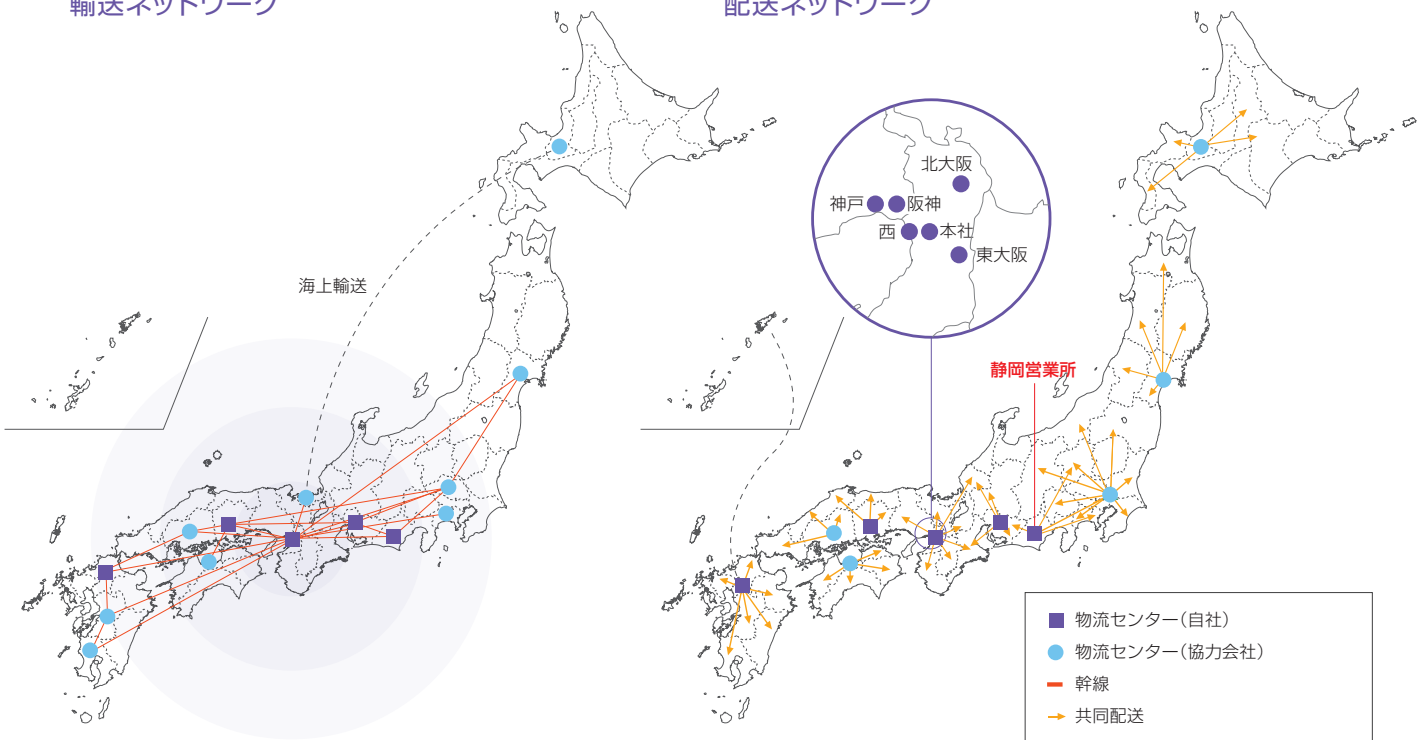 輸送ネットワーク
配送ネットワーク
海上輸送
北大阪
神戸
阪神
西
本社
東大阪
静岡営業所
物流センター(自社)
物流センター(協力会社)
幹線
共同配送